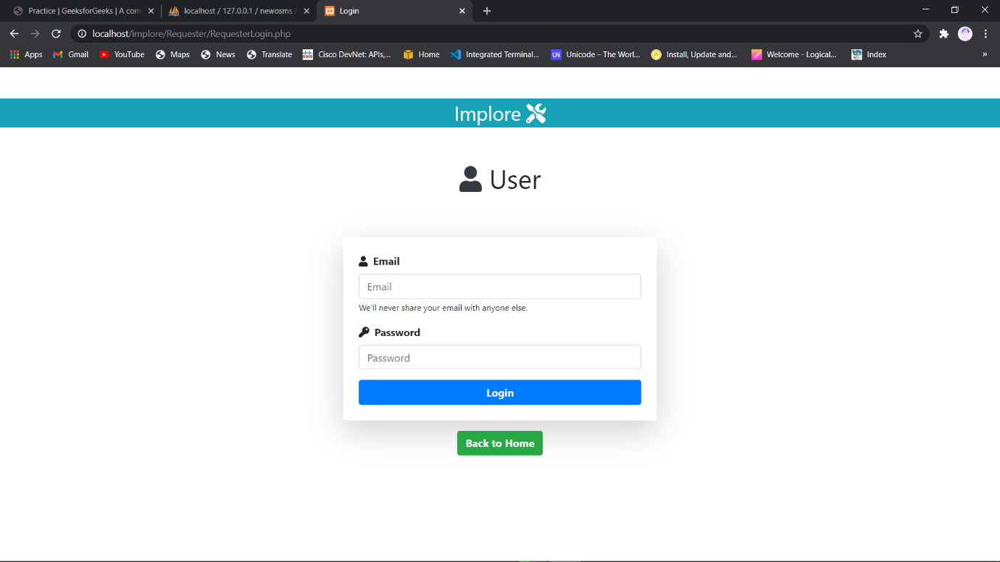 Practice | GeeksforGeeks | A com
localhost / 127.0.0.1 / newosms /
Login
localhost/implore/Requester/RequesterLogin.php
Apps Gmail YouTube Maps News Translate Cisco DevNet: APIs,... Home Integrated Terminal... UN Unicode – The Worl... Install, Update and... Welcome - Logical... Index »
Implore
User
Email
Email
We'll never share your email with anyone else.
Password
Password
Login
Back to Home